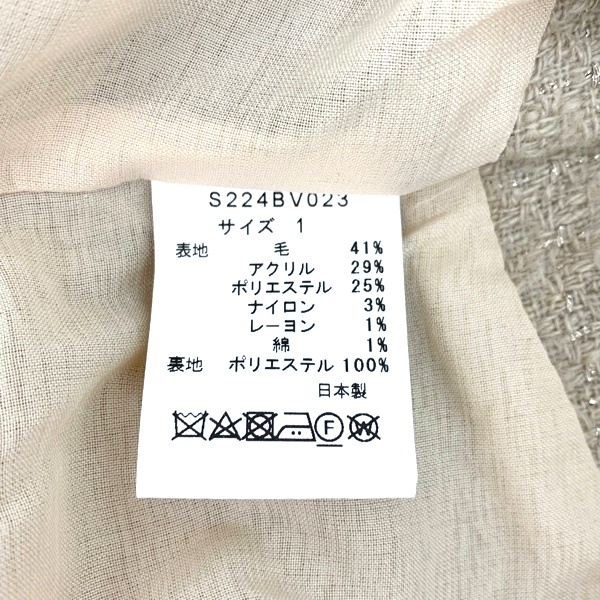 S224BV023
サイズ 1
表地 毛 41%
アクリル 29%
ポリエステル 25%
ナイロン 3%
レーヨン 1%
綿 1%
裏地 ポリエステル 100%
日本製
F W